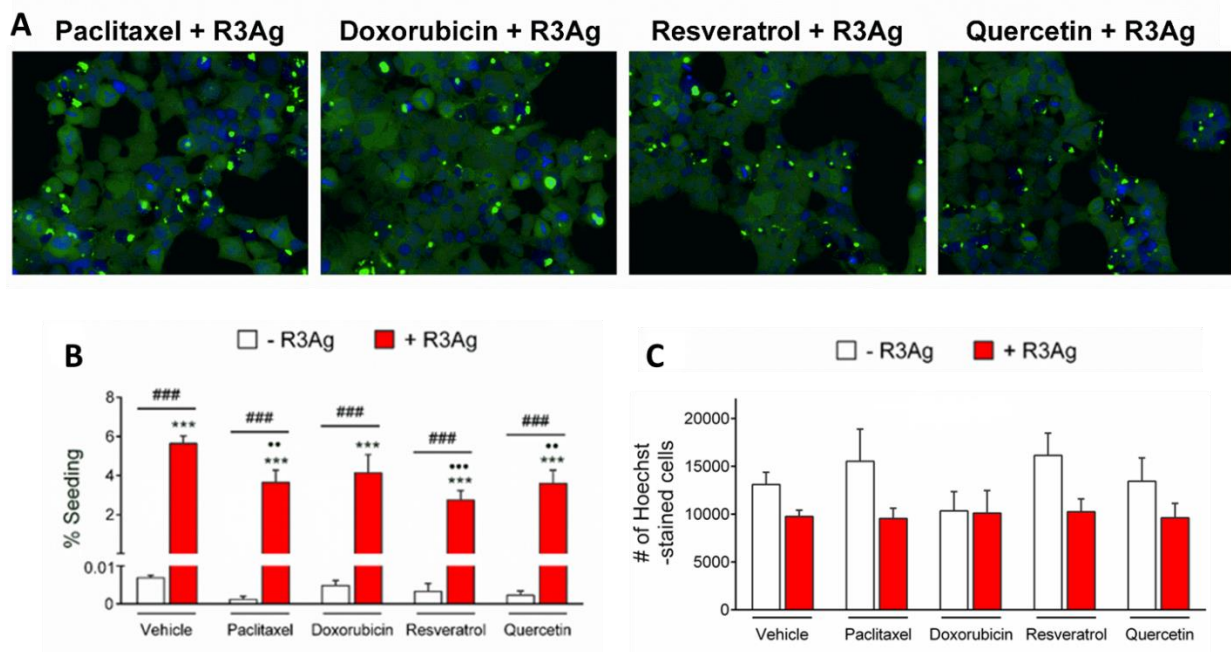 A
Paclitaxel + R3Ag
Doxorubicin + R3Ag
Resveratrol + R3Ag
Quercetin + R3Ag
B
- R3Ag
+ R3Ag
% Seeding
8
6
4
2
0.01
0
###
***
###
••
***
###
***
###
•••
***
###
••
***
Vehicle
Paclitaxel
Doxorubicin
Resveratrol
Quercetin
C
- R3Ag
+ R3Ag
# of Hoechst
-stained cells
20000
15000
10000
5000
0
Vehicle
Paclitaxel
Doxorubicin
Resveratrol
Quercetin